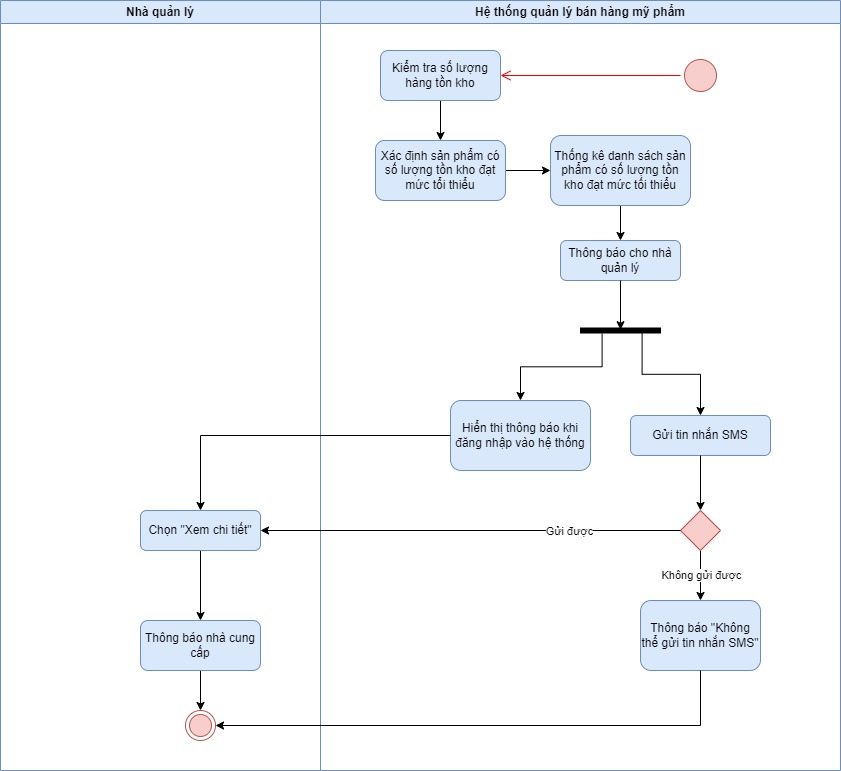 Nhà quản lý
Hệ thống quản lý bán hàng mỹ phẩm
Kiểm tra số lượng
hàng tồn kho
Xác định sản phẩm có
số lượng tồn kho đạt
mức tối thiểu
Thống kê danh sách sản
phẩm có số lượng tồn
kho đạt mức tối thiểu
Thông báo cho nhà
quản lý
Hiển thị thông báo khi
đăng nhập vào hệ thống
Gửi tin nhắn SMS
Chọn "Xem chi tiết"
Gửi được
Không gửi được
Thông báo nhà cung
cấp
Thông báo "Không
thể gửi tin nhắn SMS"